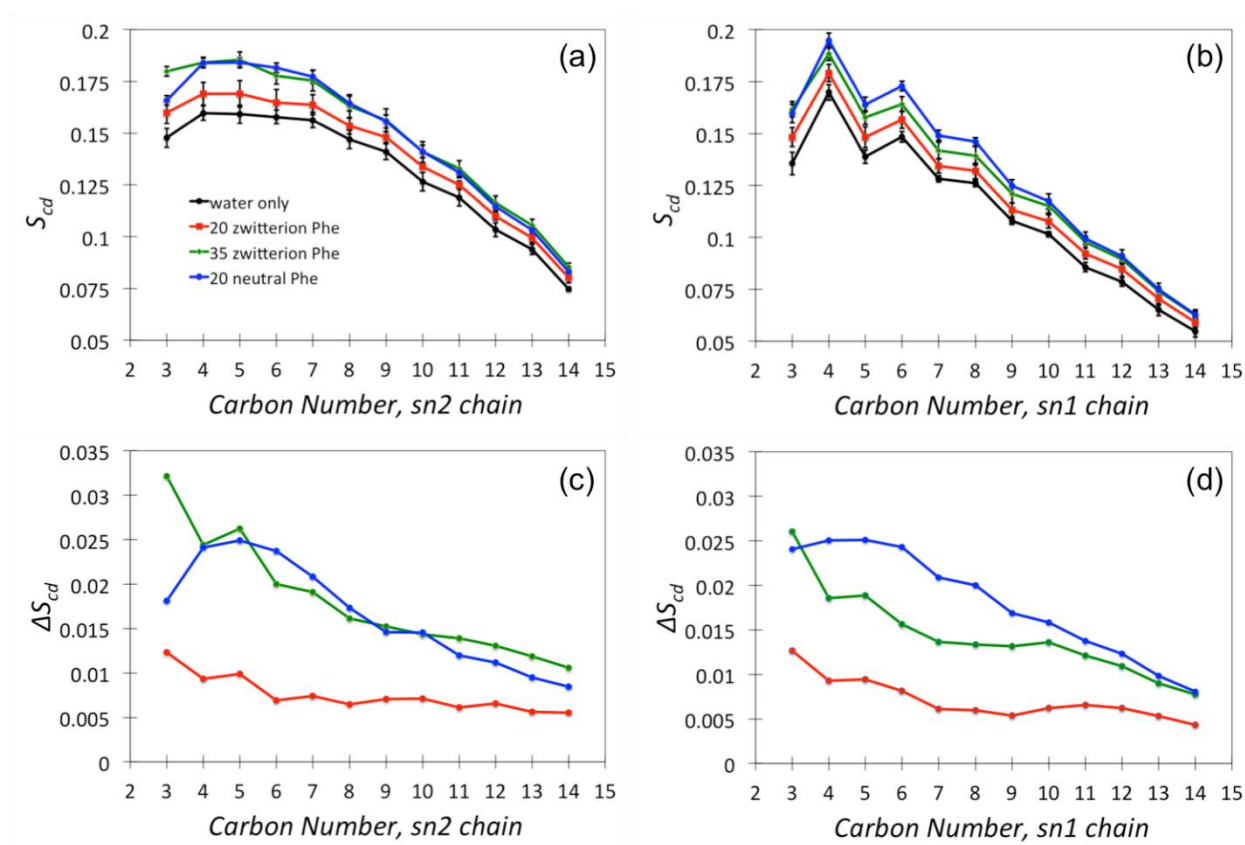 (a)
0.2
0.175
0.15
0.125
0.1
0.075
0.05
S_cd
water only
20 zwitterion Phe
35 zwitterion Phe
20 neutral Phe
2 3 4 5 6 7 8 9 10 11 12 13 14 15
Carbon Number, sn2 chain
(b)
0.2
0.175
0.15
0.125
0.1
0.075
0.05
S_cd
2 3 4 5 6 7 8 9 10 11 12 13 14 15
Carbon Number, sn1 chain
(c)
0.035
0.03
0.025
0.02
0.015
0.01
0.005
0
ΔS_cd
2 3 4 5 6 7 8 9 10 11 12 13 14 15
Carbon Number, sn2 chain
(d)
0.035
0.03
0.025
0.02
0.015
0.01
0.005
0
ΔS_cd
2 3 4 5 6 7 8 9 10 11 12 13 14 15
Carbon Number, sn1 chain